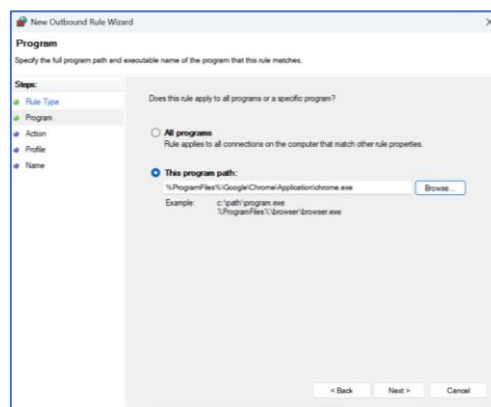 New Outbound Rule Wizard
Program
Specify the full program path and executable name of the program that this rule matches.
Steps:
Rule Type
Program
Action
Profile
Name
Does this rule apply to all programs or a specific program?
All programs
Rule applies to all connections on the computer that match other rule properties.
This program path:
%ProgramFiles%\Google\Chrome\Application\chrome.exe
Browse...
Example: c:\path\program.exe
%ProgramFiles%\browser\browser.exe
< Back Next > Cancel